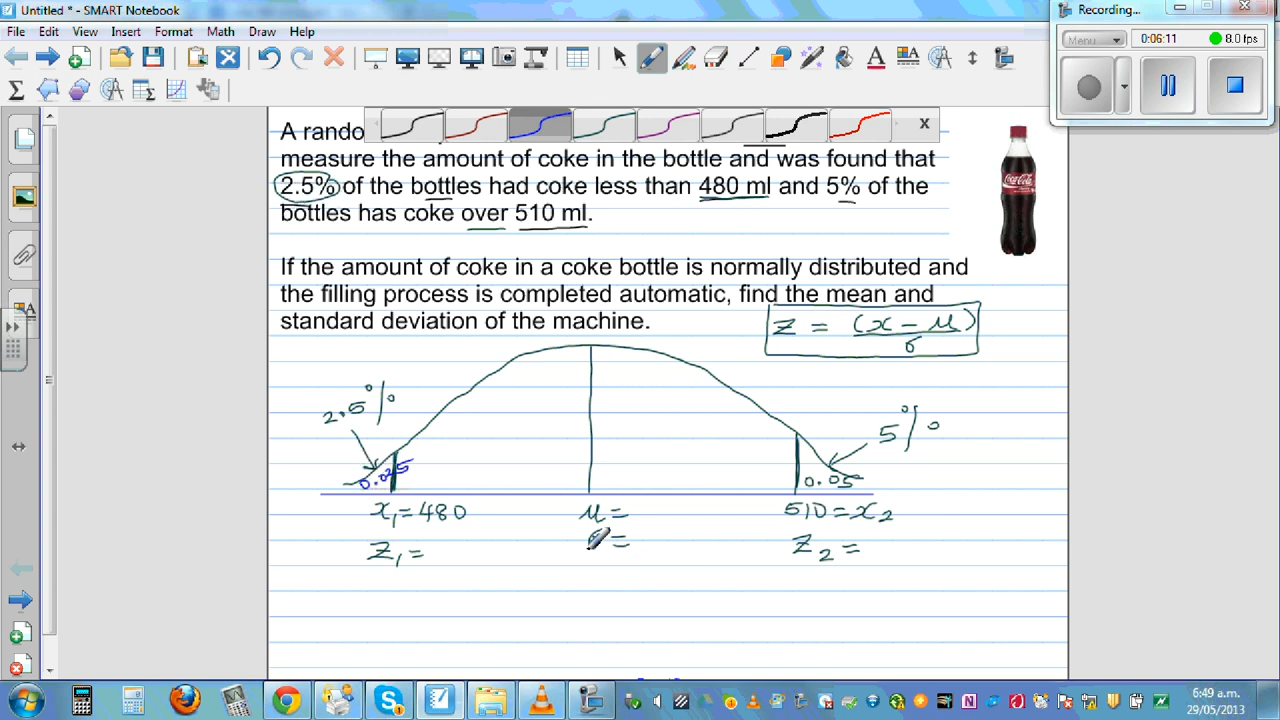 Untitled * - SMART Notebook
Recording...
File Edit View Insert Format Math Draw Help
Menu
0:06:11
8.0 fps
A rando
x
measure the amount of coke in the bottle and was found that
2.5% of the bottles had coke less than 480 ml and 5% of the
bottles has coke over 510 ml.
Coca-Cola
If the amount of coke in a coke bottle is normally distributed and
the filling process is completed automatic, find the mean and
standard deviation of the machine.
Z = (x - μ) / σ
2.5%
5%
0.025
0.05
x₁ = 480
μ =
510 = x₂
Z₁ =
=
Z₂ =
6:49 a.m.
29/05/2013